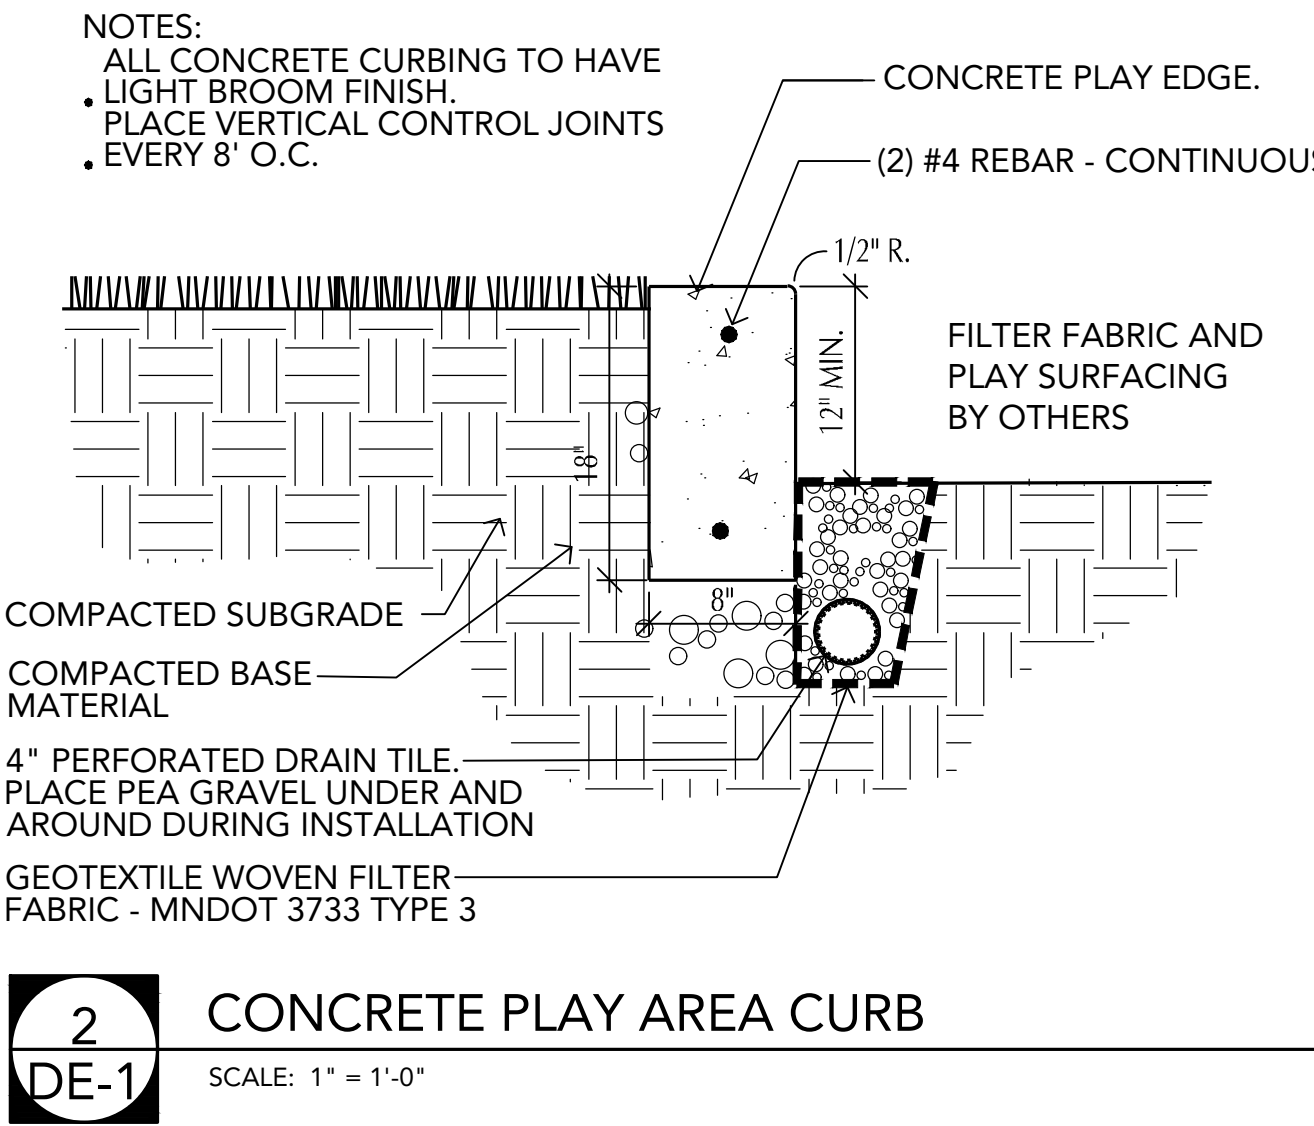 NOTES:
ALL CONCRETE CURBING TO HAVE
LIGHT BROOM FINISH.
PLACE VERTICAL CONTROL JOINTS
EVERY 8' O.C.
CONCRETE PLAY EDGE.
(2) #4 REBAR - CONTINUOUS
1/2" R.
12" MIN.
FILTER FABRIC AND
PLAY SURFACING
BY OTHERS
18"
8"
COMPACTED SUBGRADE
COMPACTED BASE
MATERIAL
4" PERFORATED DRAIN TILE.
PLACE PEA GRAVEL UNDER AND
AROUND DURING INSTALLATION
GEOTEXTILE WOVEN FILTER
FABRIC - MNDOT 3733 TYPE 3
2
DE-1
CONCRETE PLAY AREA CURB
SCALE: 1" = 1'-0"